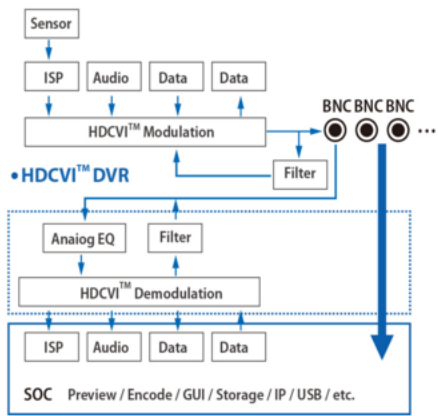 Sensor
ISP Audio Data Data
BNC BNC BNC
HDCVI™ Modulation
...
Filter
• HDCVI™ DVR
Anaiog EQ Filter
HDCVI™ Demodulation
ISP Audio Data Data
SOC Preview / Encode / GUI / Storage / IP / USB / etc.